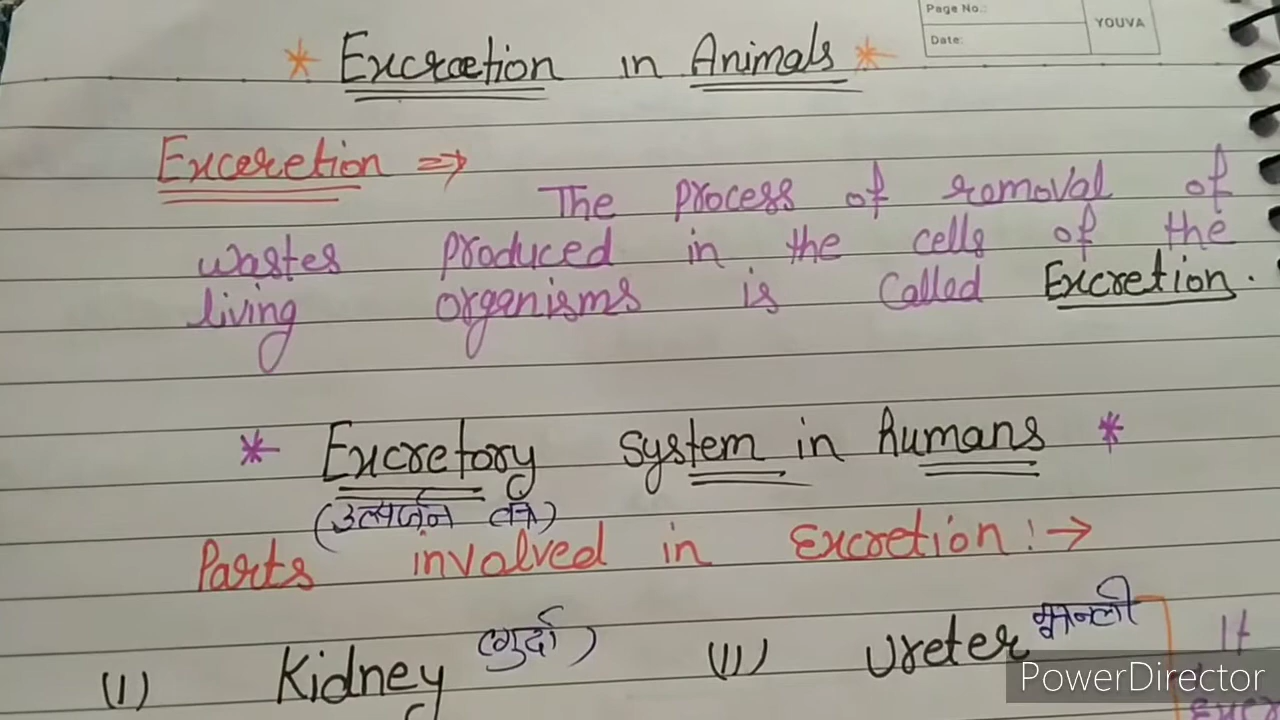 Page No.:
Date:
YOUVA
* Excretion in Animals *
Exceretion ⇒
The process of removal of
wastes produced in the cells of the
living organisms is called Excretion.
* Excretory system in humans *
(उत्सर्जन तंत्र)
Parts involved in Excretion:→
(I) Kidney (गुर्दा) (II) Ureter
It
PowerDirector